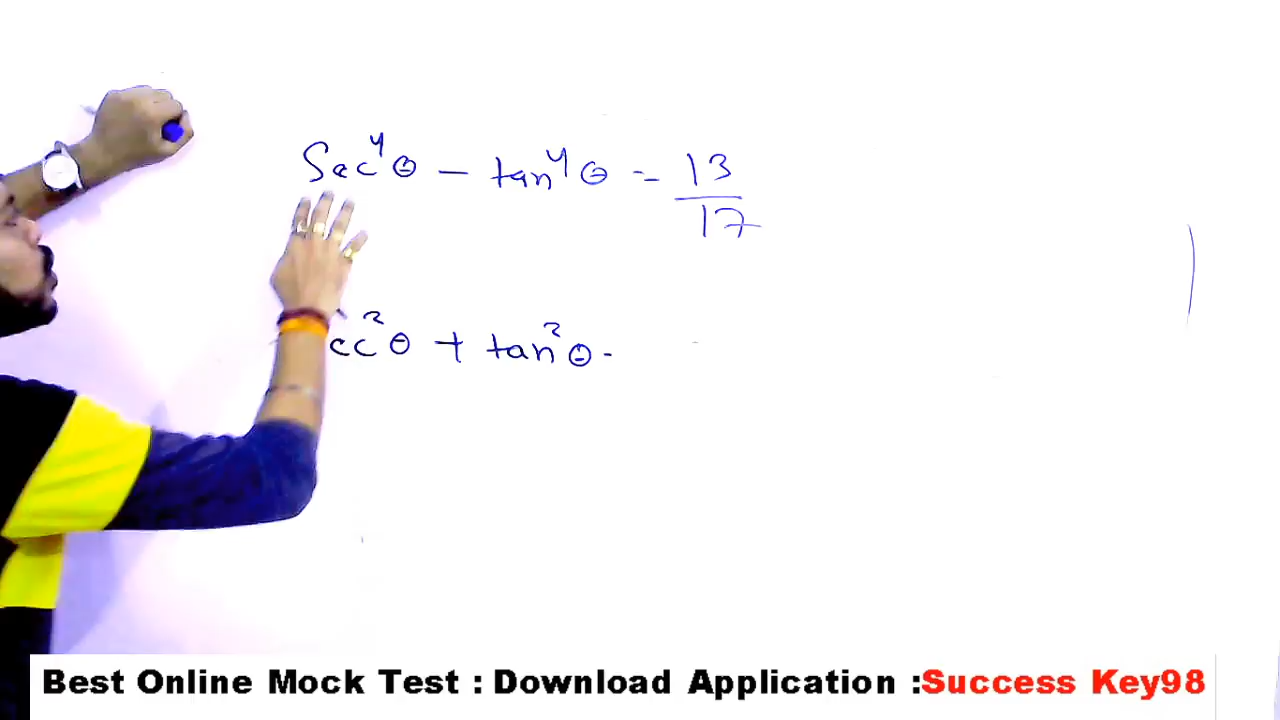 Sec⁴θ - tan⁴θ = 13/17
ec²θ + tan²θ -
Best Online Mock Test : Download Application :Success Key98